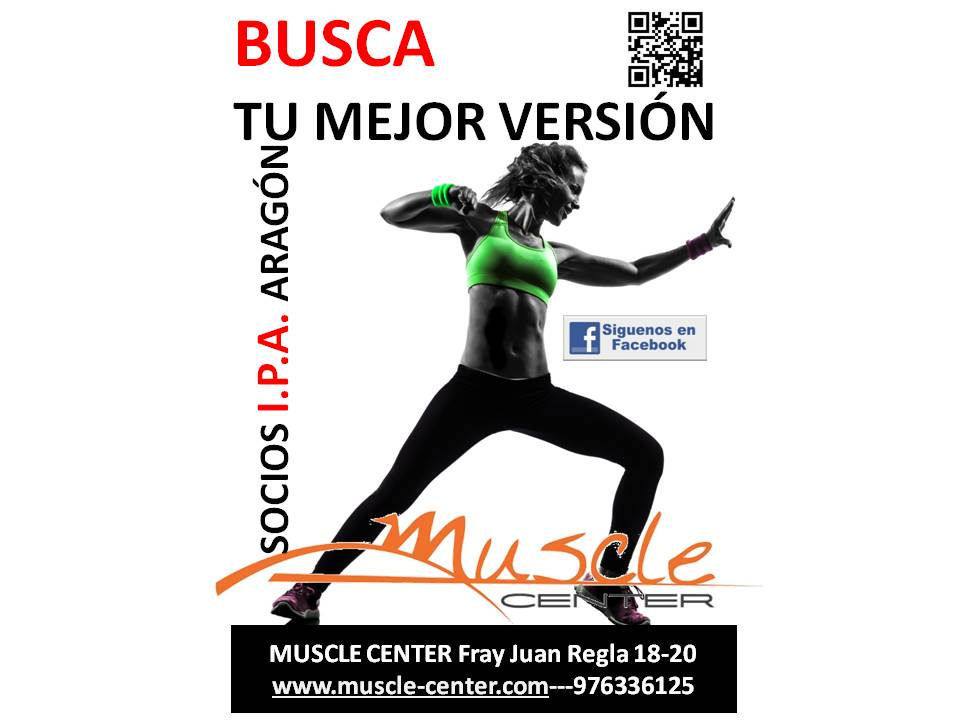 BUSCA
TU MEJOR VERSIÓN
SOCIOS I.P.A. ARAGÓN
Siguenos en
Facebook
Muscle
CENTER
MUSCLE CENTER Fray Juan Regla 18-20
www.muscle-center.com---976336125